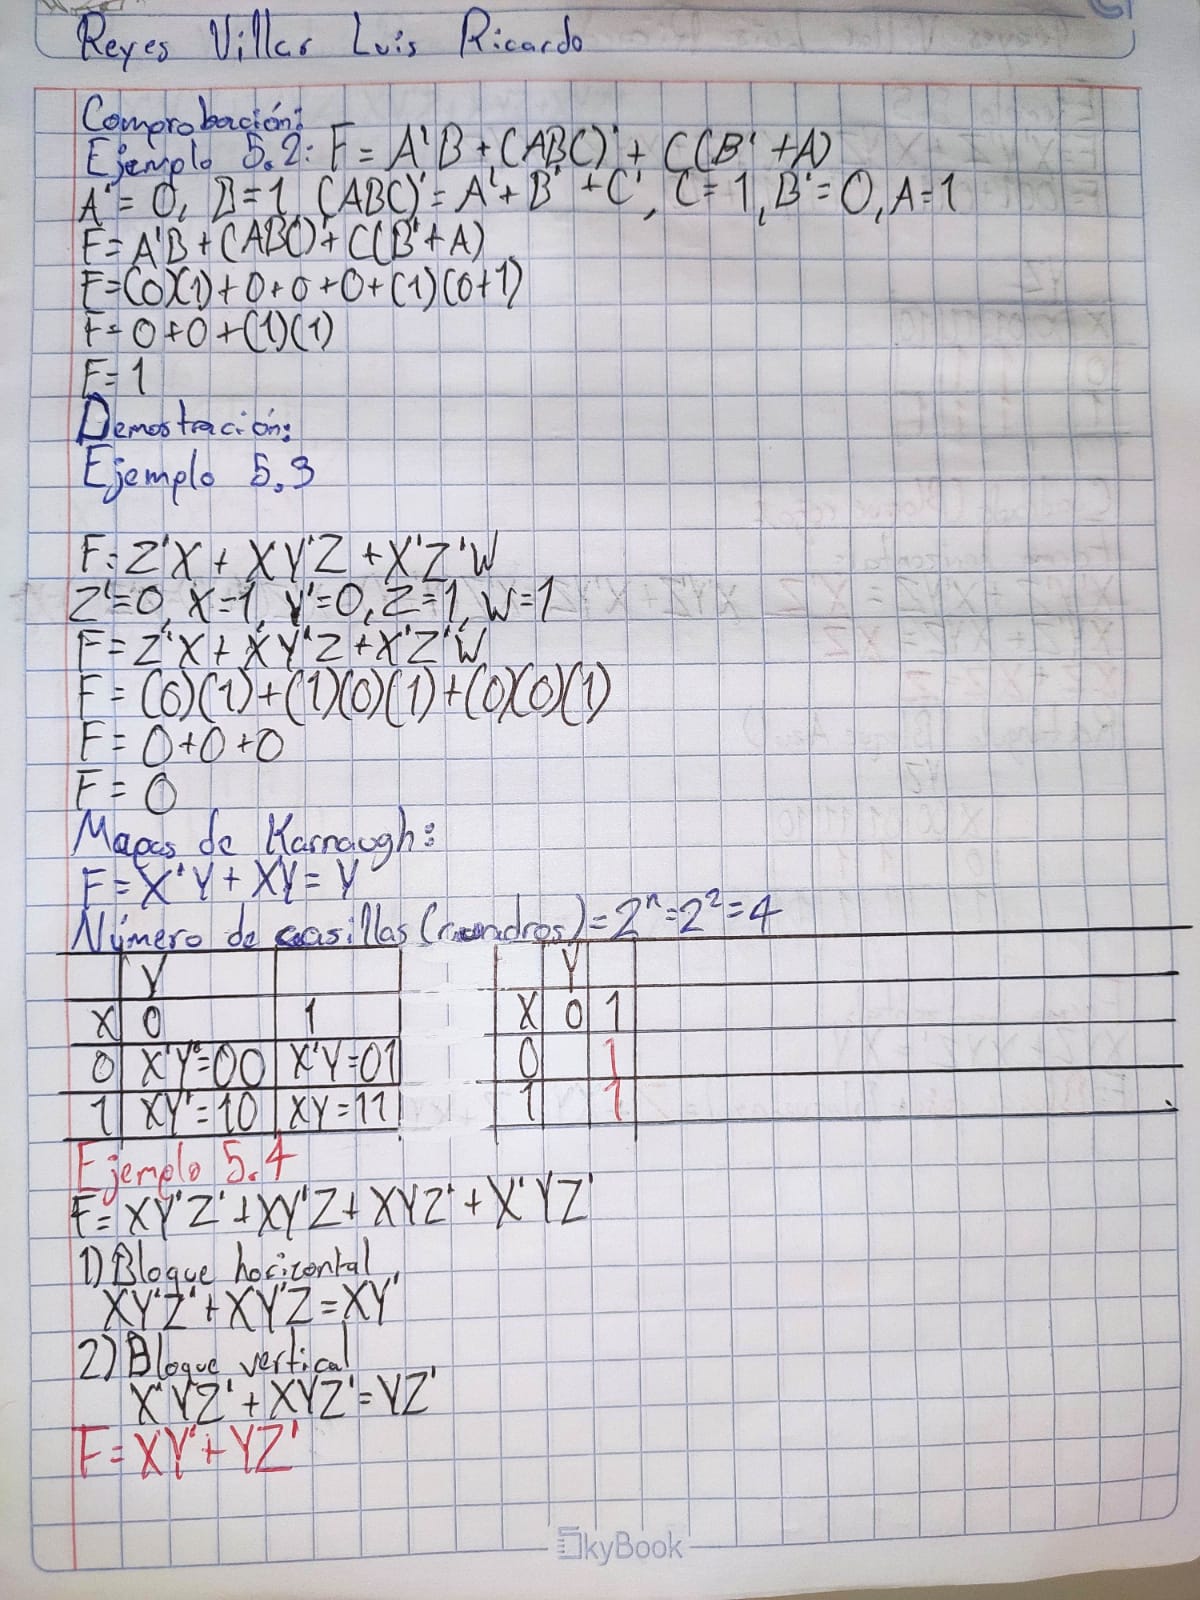 Reyes Villar Luis Ricardo
Comprobación:
Ejemplo 5.2: F = A'B + (ABC)' + C(B' + A)
A' = 0, B = 1, (ABC)' = A' + B' + C', C = 1, B' = 0, A = 1
F = A'B + (ABC)' + C(B' + A)
F = (0)(1) + 0 + 0 + 0 + (1)(0+1)
F = 0 + 0 + (1)(1)
F = 1
Demostración:
Ejemplo 5.3
F = Z'X + XY'Z + X'Z'W
Z' = 0, X = 1, Y' = 0, Z = 1, W = 1
F = Z'X + XY'Z + X'Z'W
F = (0)(1) + (1)(0)(1) + (0)(0)(1)
F = 0 + 0 + 0
F = 0
Mapas de Karnaugh:
F = X'Y + XY = Y
Número de casillas (cuadros) = 2ⁿ = 2² = 4
Y Y
X 0 1 X 0 1
0 X'Y' = 00 X'Y = 01 0 1
1 XY' = 10 XY = 11 1 1
Ejemplo 5.4
F = XY'Z' + XY'Z + XYZ' + X'YZ'
1) Bloque horizontal
XY'Z' + XY'Z = XY'
2) Bloque vertical
X'YZ' + XYZ' = YZ'
F = XY' + YZ'
SkyBook